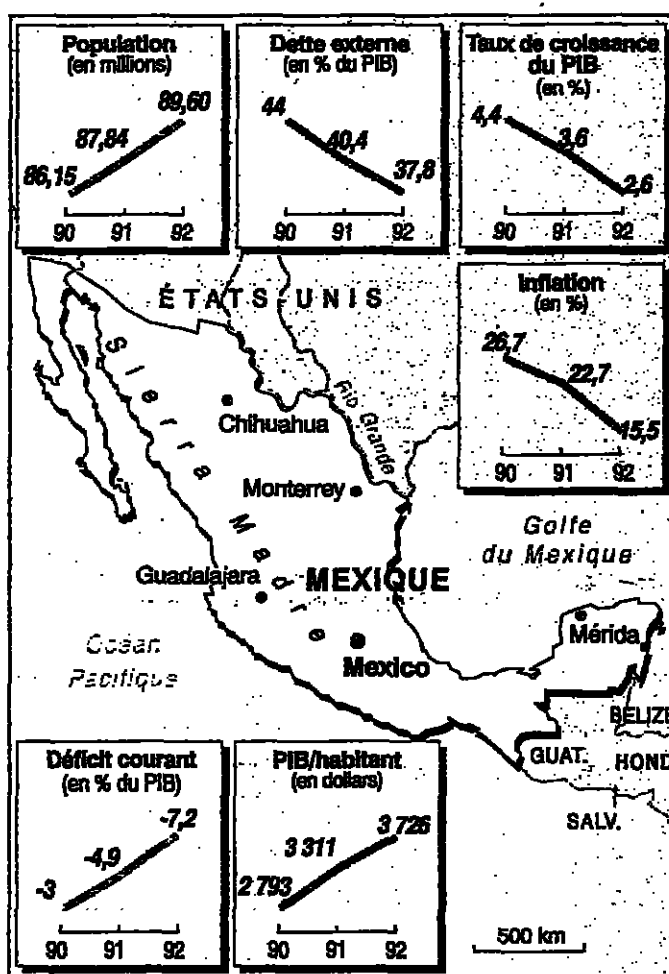 Population
(en millions)
86,15
87,84
89,60
90 91 92
Dette externe
(en % du PIB)
44
40,4
37,8
90 91 92
Taux de croissance
du PIB
(en %)
4,4
3,6
2,6
90 91 92
Inflation
(en %)
26,7
22,7
15,5
90 91 92
ÉTATS-UNIS
Sierra Madre
Rio Grande
Chihuahua
Monterrey
Golfe
du Mexique
Guadalajara
MEXIQUE
Mérida
Mexico
Océan
Pacifique
BELIZE
GUAT.
HOND
SALV.
Déficit courant
(en % du PIB)
-3
-4,9
-7,2
90 91 92
PIB/habitant
(en dollars)
2 793
3 311
3 726
90 91 92
500 km